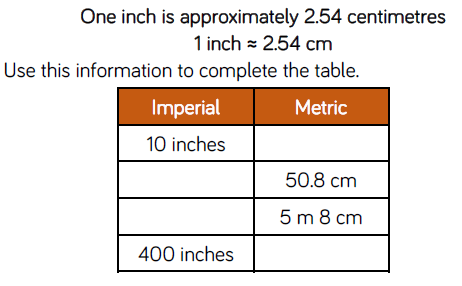 One inch is approximately 2.54 centimetres
1 inch ≈ 2.54 cm
Use this information to complete the table.
Imperial Metric
10 inches
50.8 cm
5 m 8 cm
400 inches